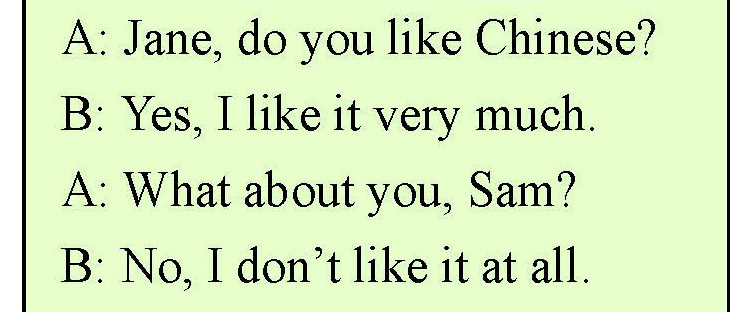 A: Jane, do you like Chinese?
B: Yes, I like it very much.
A: What about you, Sam?
B: No, I don’t like it at all.